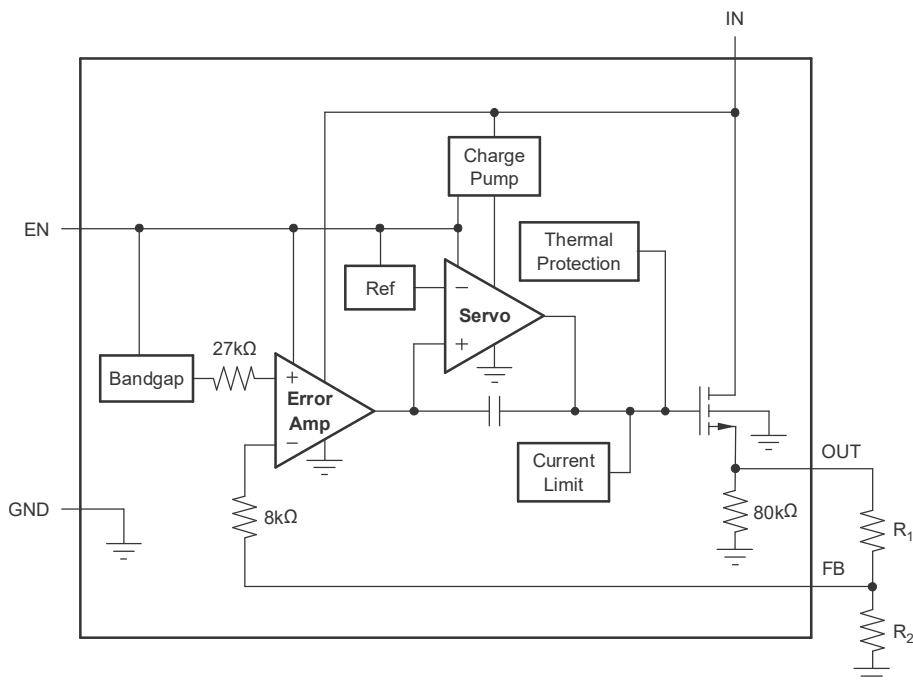 IN
Charge
Pump
EN
Thermal
Protection
Ref
−
Servo
+
27kΩ
Bandgap
+
Error
Amp
−
Current
Limit
OUT
GND
8kΩ
80kΩ
R1
FB
R2